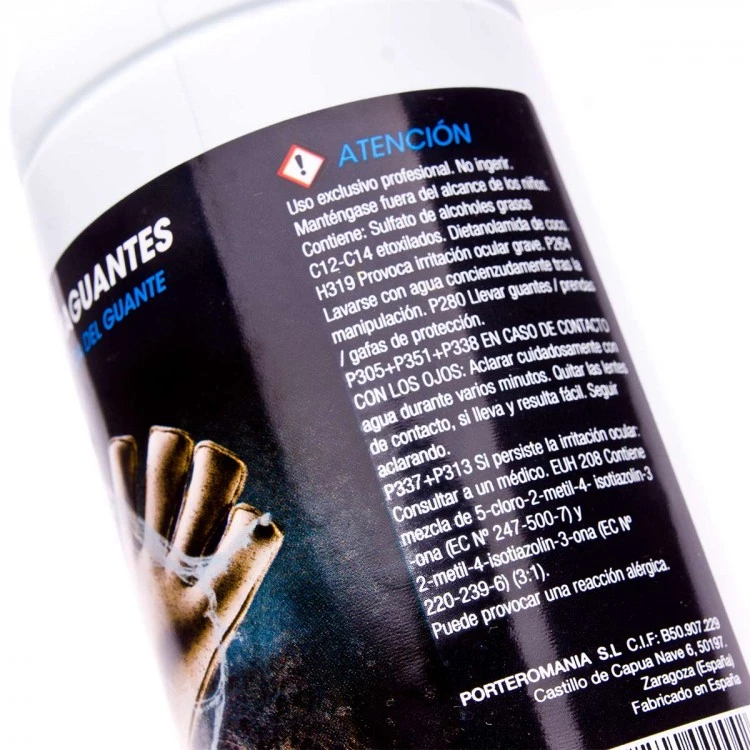 AGUANTES
DEL GUANTE
ATENCIÓN
Uso exclusivo profesional. No ingerir.
Manténgase fuera del alcance de los niños.
Contiene: Sulfato de alcoholes grasos
C12-C14 etoxilados. Dietanolamida de coco.
H319 Provoca irritación ocular grave. P264
Lavarse con agua concienzudamente tras la
manipulación. P280 Llevar guantes / prendas
/ gafas de protección.
P305+P351+P338 EN CASO DE CONTACTO
CON LOS OJOS: Aclarar cuidadosamente con
agua durante varios minutos. Quitar las lentes
de contacto, si lleva y resulta fácil. Seguir
aclarando.
P337+P313 Si persiste la irritación ocular:
Consultar a un médico. EUH 208 Contiene
mezcla de 5-cloro-2-metil-4- isotiazolin-3
-ona (EC Nº 247-500-7) y
2-metil-4-isotiazolin-3-ona (EC Nº
220-239-6) (3:1).
Puede provocar una reacción alérgica.
PORTEROMANIA S.L C.I.F: B50.907.229
Castillo de Capua Nave 6, 50197.
Zaragoza (España)
Fabricado en España